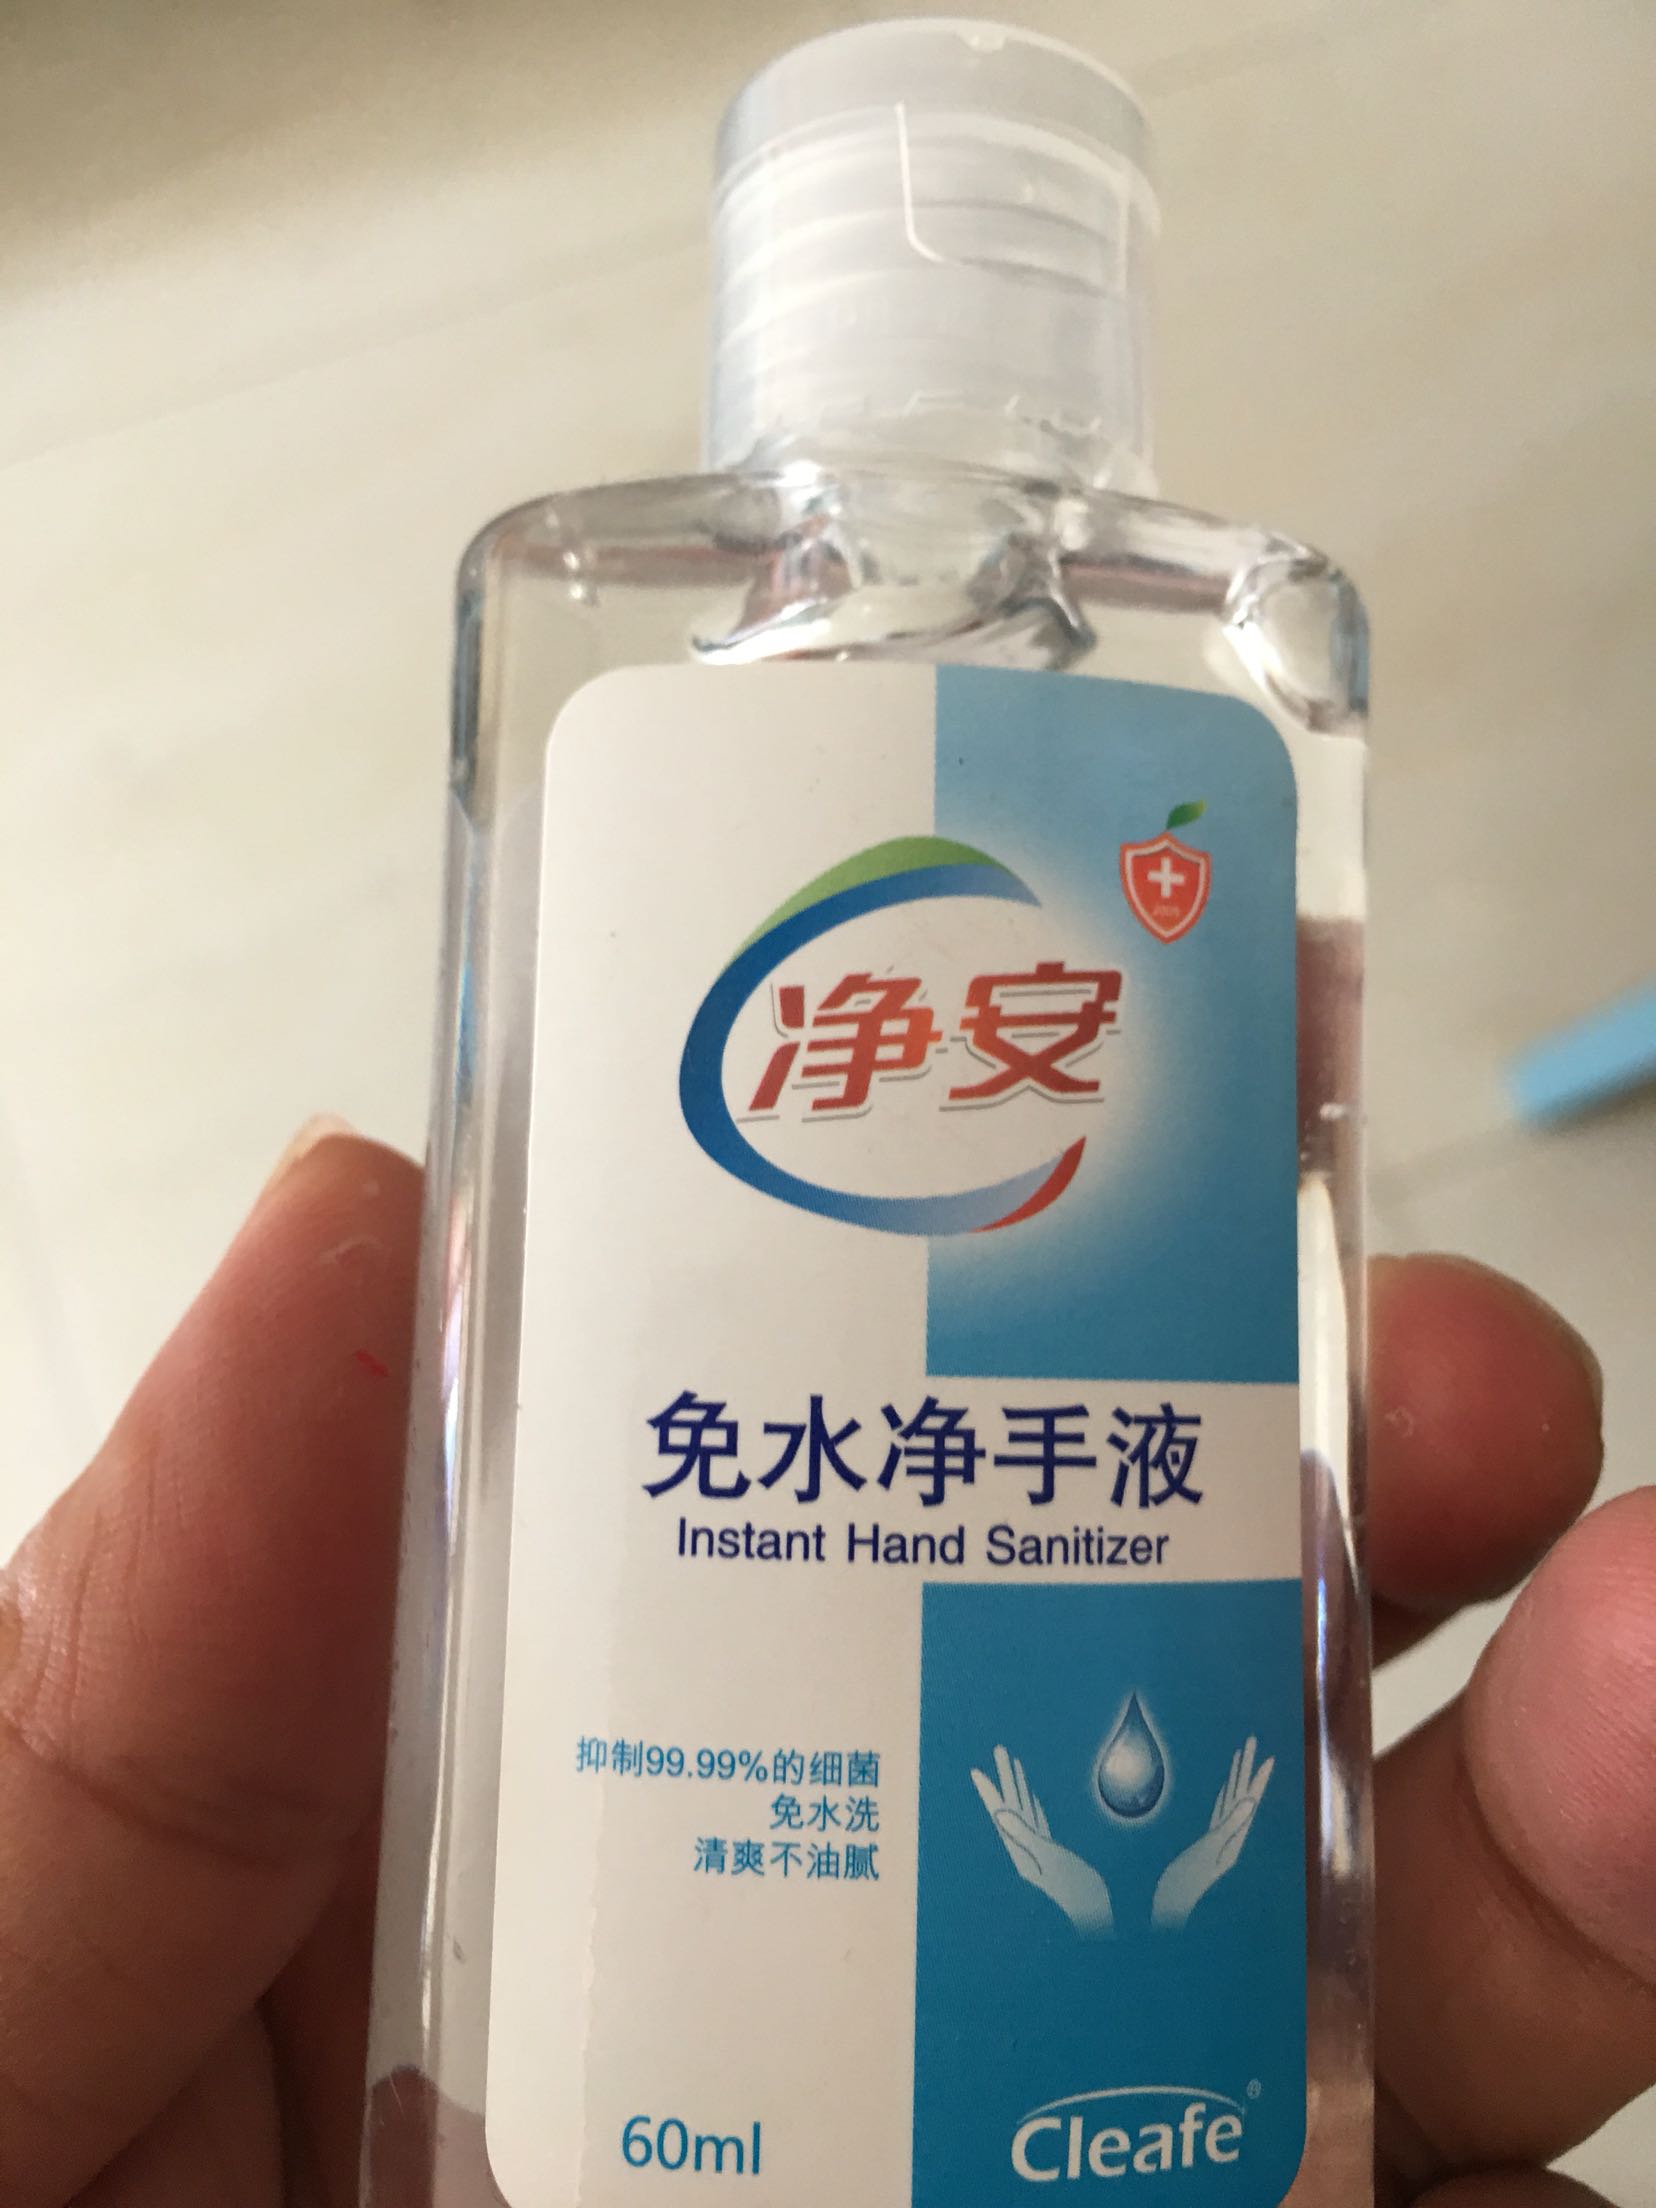 净安
免水净手液
Instant Hand Sanitizer
抑制99.99%的细菌
免水洗
清爽不油腻
60ml
Cleafe®